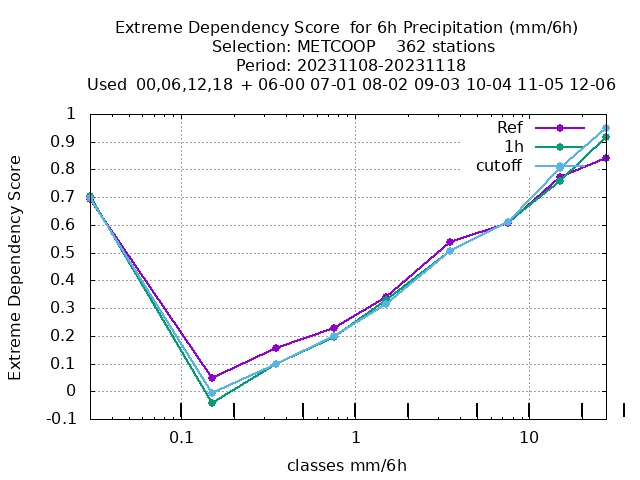 Extreme Dependency Score  for 6h Precipitation (mm/6h)
Selection: METCOOP    362 stations
Period: 20231108-20231118
Used  00,06,12,18  + 06-00 07-01 08-02 09-03 10-04 11-05 12-06
Extreme Dependency Score
1
0.9
0.8
0.7
0.6
0.5
0.4
0.3
0.2
0.1
0
-0.1
Ref
1h
cutoff
0.1
1
10
classes mm/6h